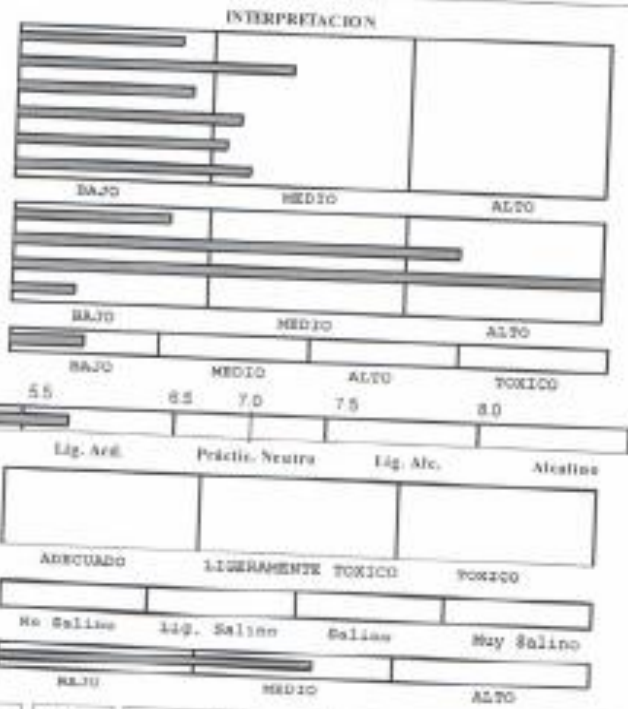 INTERPRETACION
BAJO MEDIO ALTO
BAJO MEDIO ALTO
BAJO MEDIO ALTO TOXICO
5.5 6.5 7.0 7.5 8.0
Lig. Acd. Práctic. Neutro Lig. Alc. Alcalino
ADECUADO LIGERAMENTE TOXICO TOXICO
No Salino Lig. Salino Salino Muy Salino
BAJO MEDIO ALTO